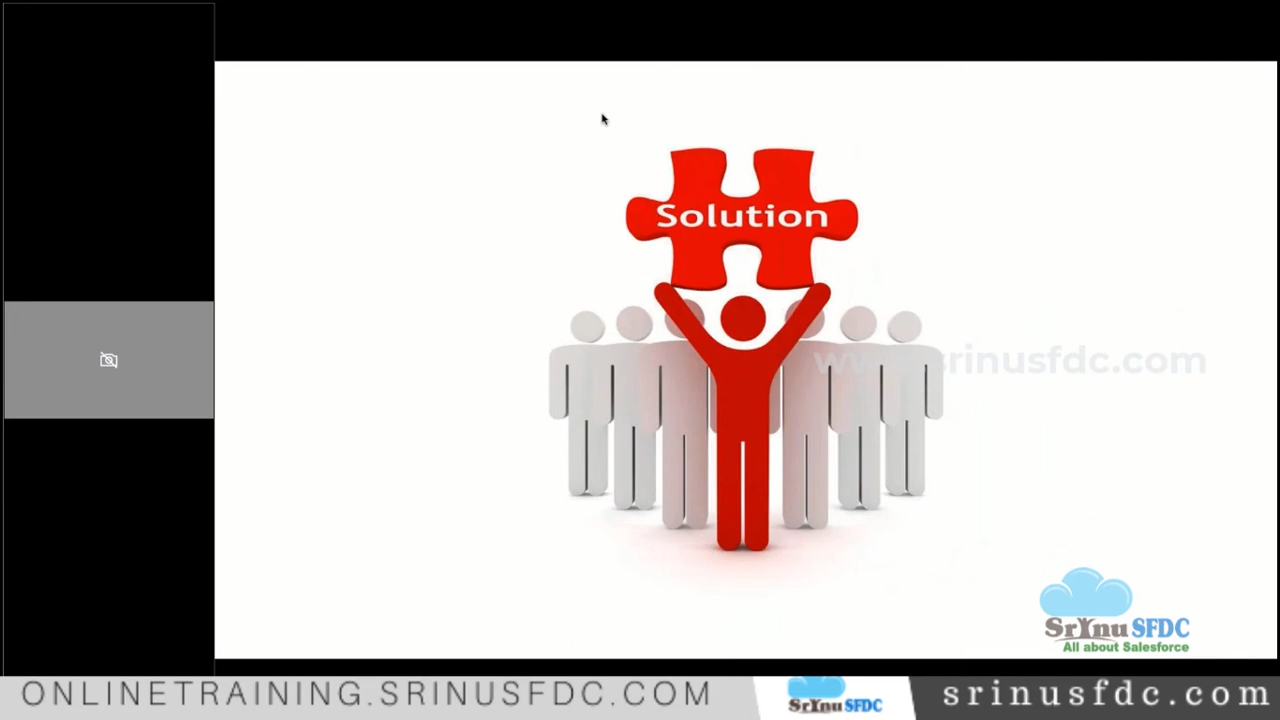 Solution
www.srinusfdc.com
SrYnu SFDC
All about Salesforce
ONLINETRAINING.SRINUSFDC.COM
SrYnu SFDC
srinusfdc.com